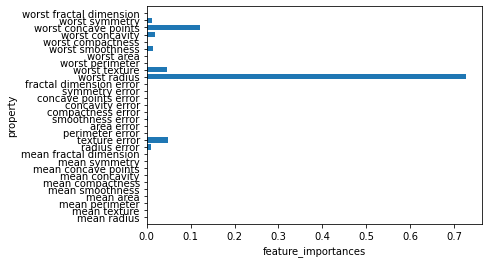 worst fractal dimension
worst symmetry
worst concave points
worst concavity
worst compactness
worst smoothness
worst area
worst perimeter
worst texture
worst radius
fractal dimension error
symmetry error
concave points error
concavity error
compactness error
smoothness error
area error
perimeter error
texture error
radius error
mean fractal dimension
mean symmetry
mean concave points
mean concavity
mean compactness
mean smoothness
mean area
mean perimeter
mean texture
mean radius
property
0.0 0.1 0.2 0.3 0.4 0.5 0.6 0.7
feature_importances